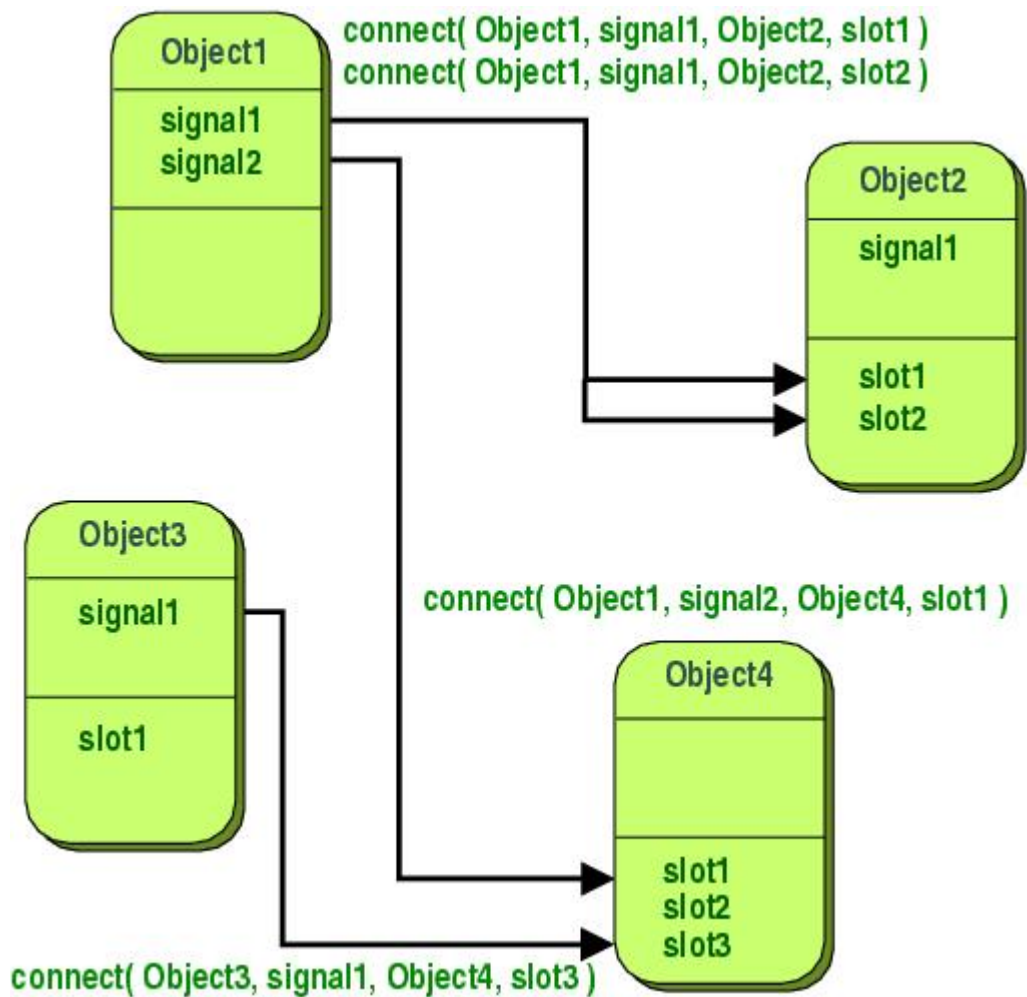 connect( Object1, signal1, Object2, slot1 )
connect( Object1, signal1, Object2, slot2 )
Object1
signal1
signal2
Object2
signal1
slot1
slot2
Object3
signal1
slot1
connect( Object1, signal2, Object4, slot1 )
Object4
slot1
slot2
slot3
connect( Object3, signal1, Object4, slot3 )